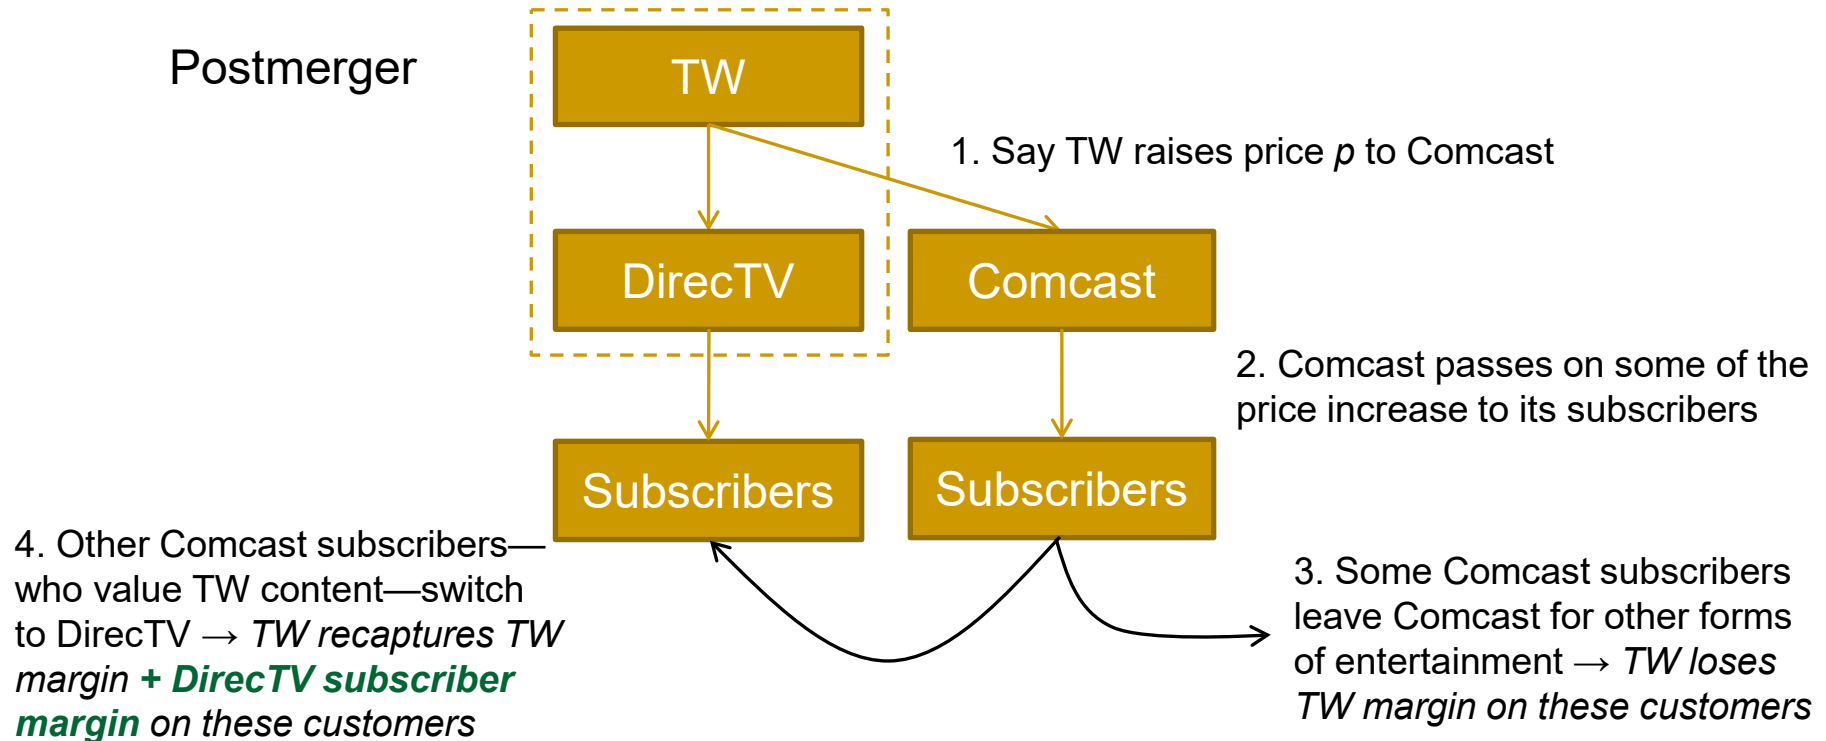 Postmerger
TW
1. Say TW raises price p to Comcast
DirecTV
Comcast
2. Comcast passes on some of the
price increase to its subscribers
Subscribers
Subscribers
4. Other Comcast subscribers—
who value TW content—switch
to DirecTV → TW recaptures TW
margin + DirecTV subscriber
margin on these customers
3. Some Comcast subscribers
leave Comcast for other forms
of entertainment → TW loses
TW margin on these customers